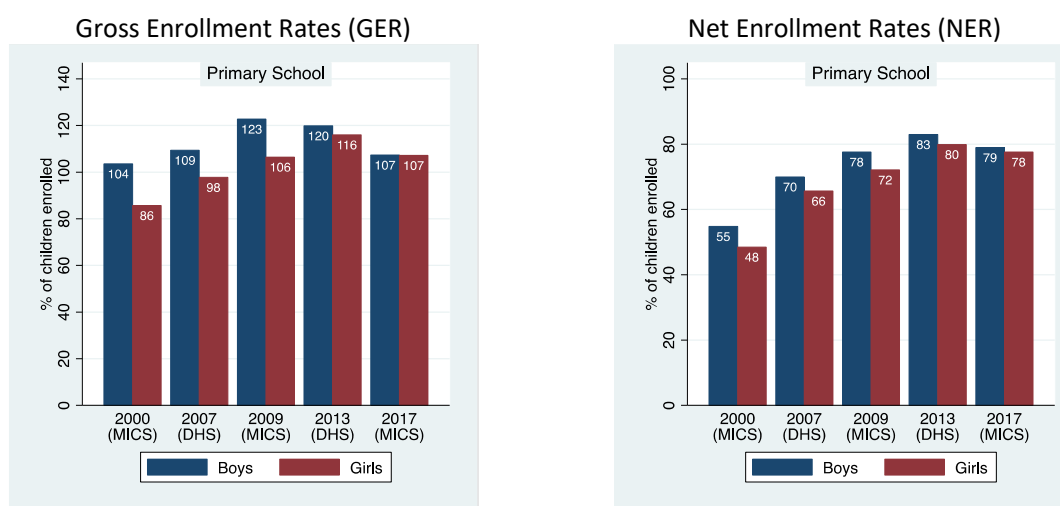 Gross Enrollment Rates (GER)
Primary School
% of children enrolled
140
120
100
80
60
40
20
0
104
86
109
98
123
106
120
116
107
107
2000 2007 2009 2013 2017
(MICS) (DHS) (MICS) (DHS) (MICS)
Boys Girls
Net Enrollment Rates (NER)
Primary School
% of children enrolled
100
80
60
40
20
0
55
48
70
66
78
72
83
80
79
78
2000 2007 2009 2013 2017
(MICS) (DHS) (MICS) (DHS) (MICS)
Boys Girls